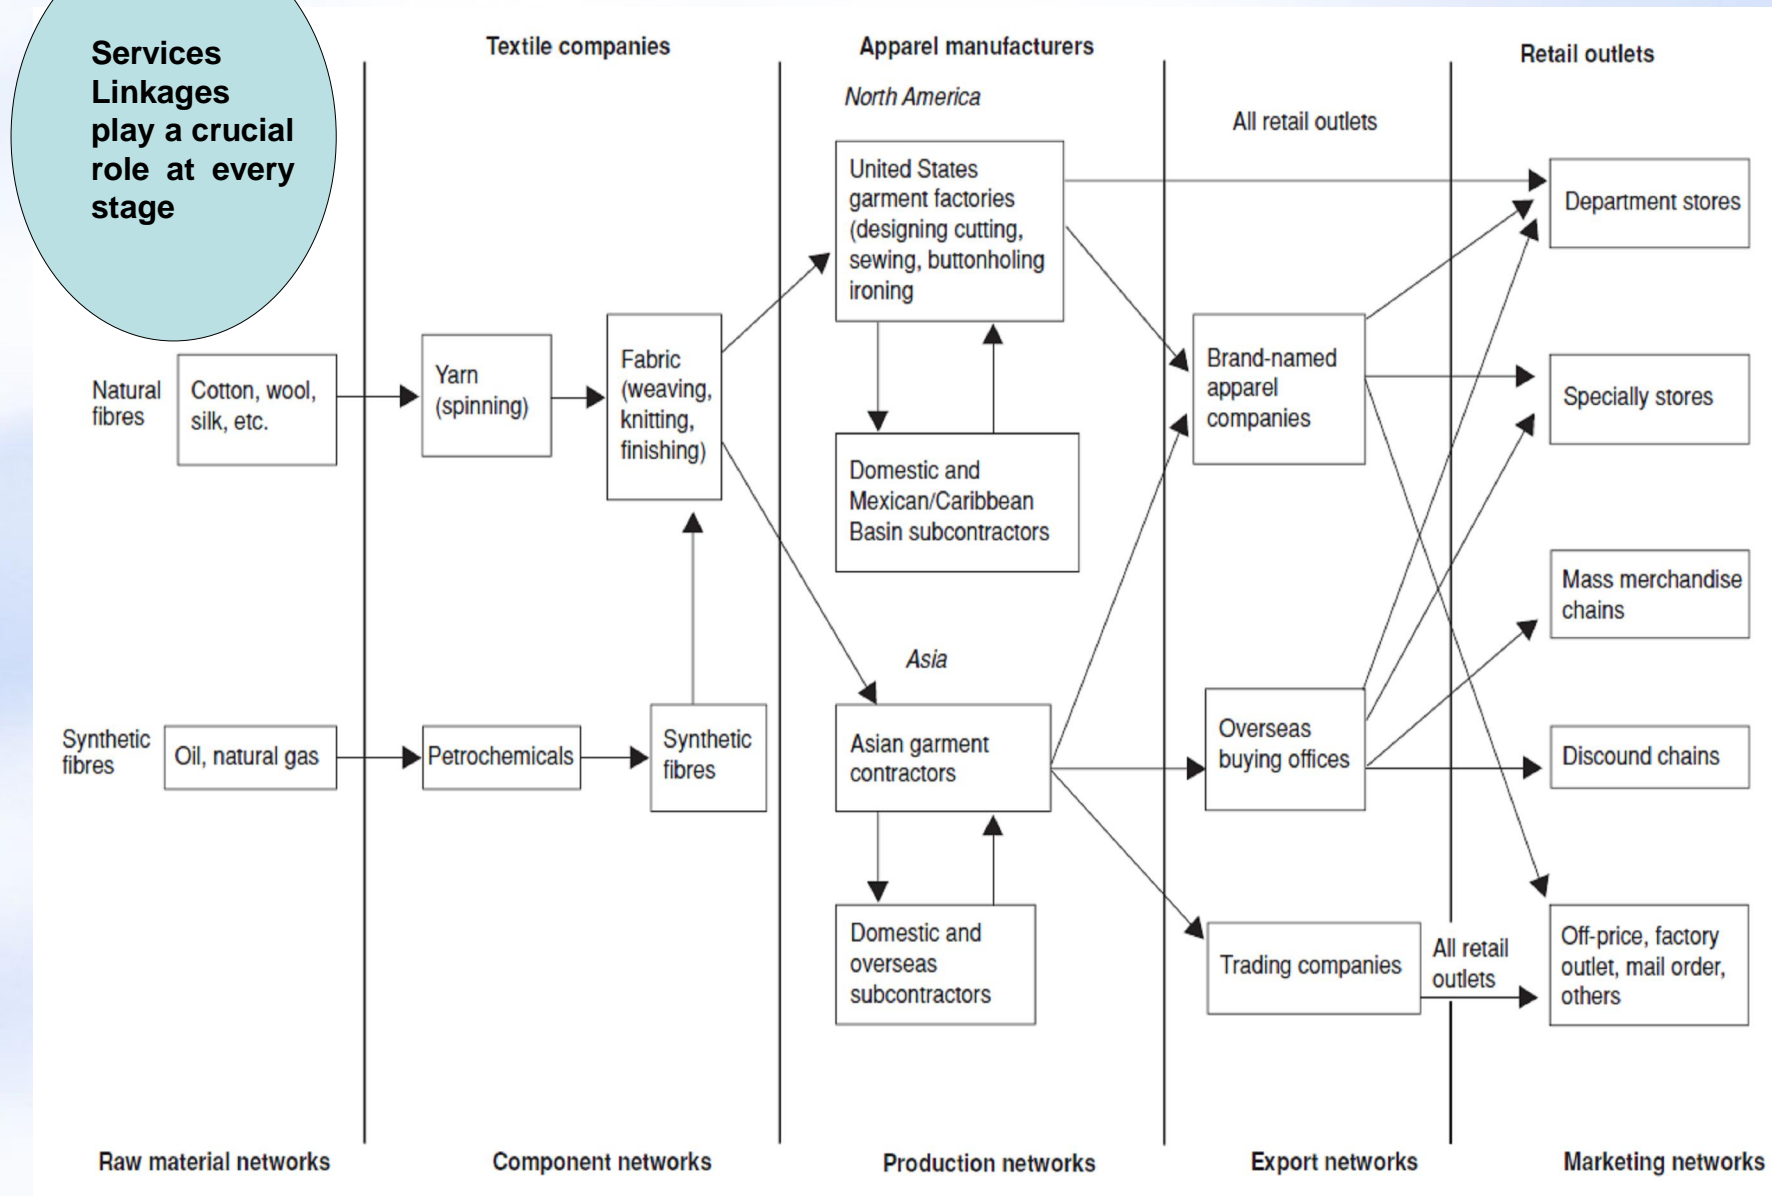 Services
Linkages
play a crucial
role at every
stage
Textile companies
Apparel manufacturers
Retail outlets
North America
All retail outlets
United States
garment factories
(designing cutting,
sewing, buttonholing
ironing
Department stores
Natural
fibres
Cotton, wool,
silk, etc.
Yarn
(spinning)
Fabric
(weaving,
knitting,
finishing)
Brand-named
apparel
companies
Specially stores
Domestic and
Mexican/Caribbean
Basin subcontractors
Mass merchandise
chains
Asia
Synthetic
fibres
Oil, natural gas
Petrochemicals
Synthetic
fibres
Asian garment
contractors
Overseas
buying offices
Discound chains
Domestic and
overseas
subcontractors
Trading companies
All retail
outlets
Off-price, factory
outlet, mail order,
others
Raw material networks
Component networks
Production networks
Export networks
Marketing networks